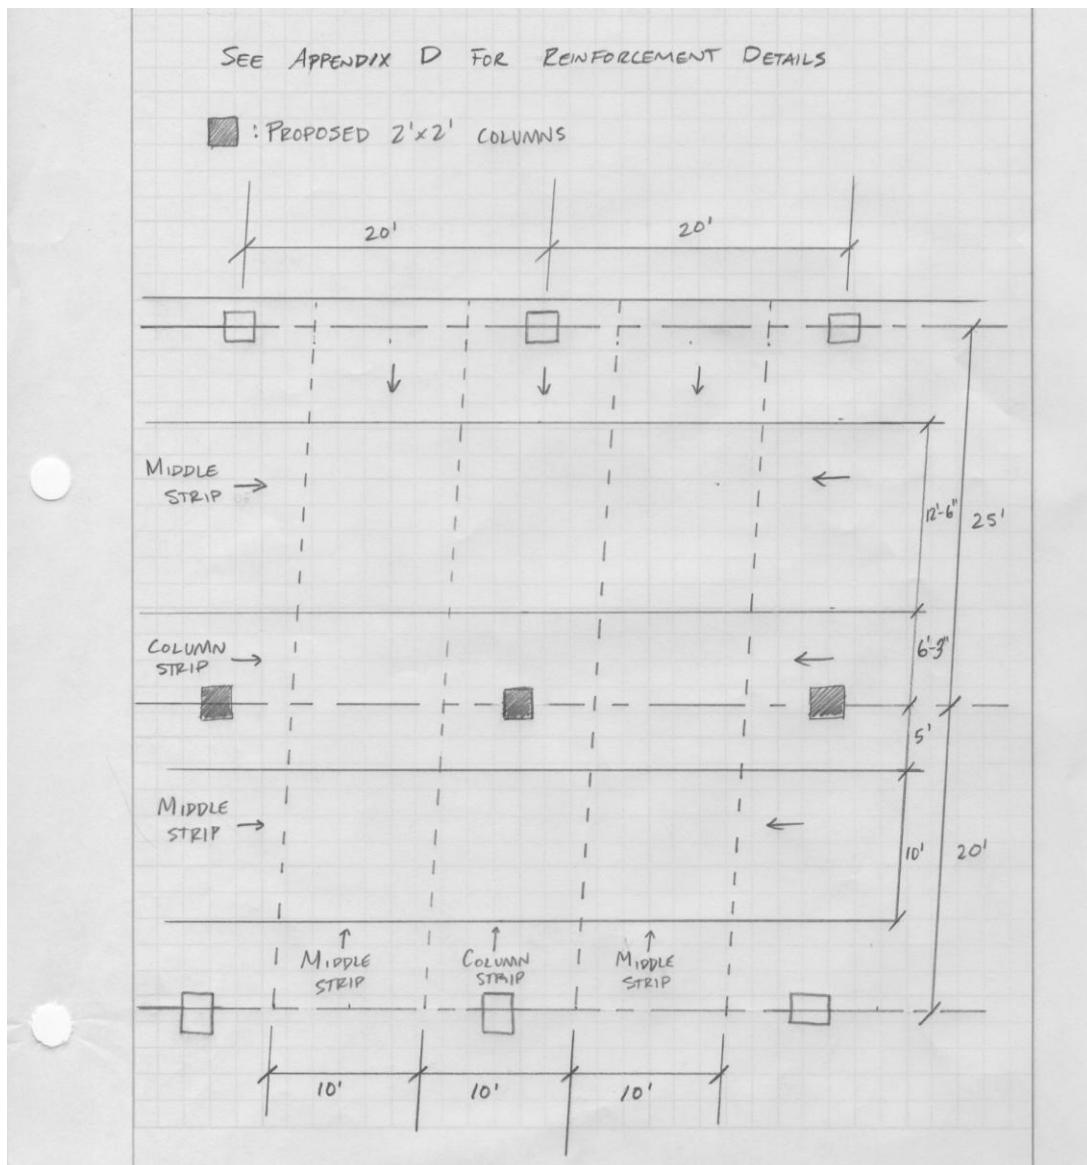 SEE APPENDIX D FOR REINFORCEMENT DETAILS
: PROPOSED 2'x2' COLUMNS
20'
20'
MIDDLE
STRIP
12'-6"
25'
COLUMN
STRIP
6'-3"
5'
MIDDLE
STRIP
10'
20'
MIDDLE
STRIP
COLUMN
STRIP
MIDDLE
STRIP
10'
10'
10'